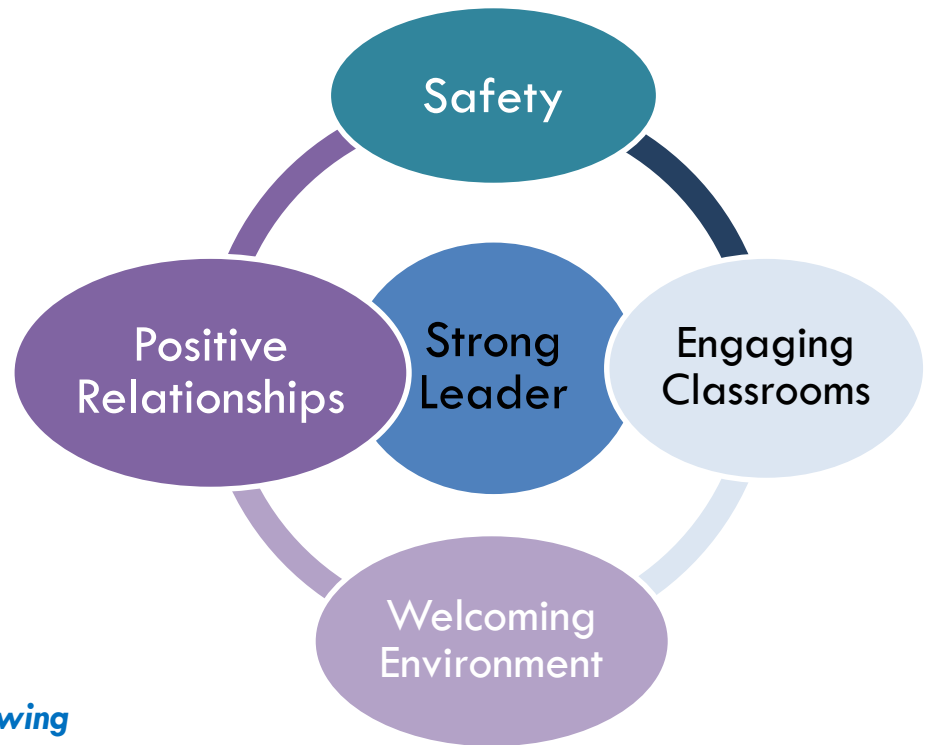 Safety
Positive
Relationships
Strong
Leader
Engaging
Classrooms
Welcoming
Environment
wing